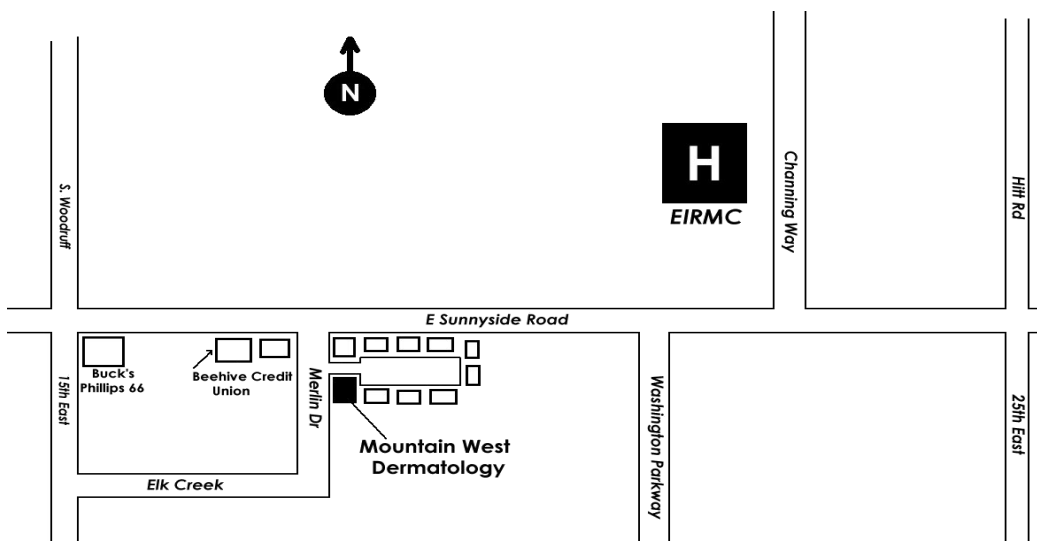 N
H
EIRMC
S. Woodruff
Channing Way
Hitt Rd
E Sunnyside Road
Buck's
Phillips 66
Beehive Credit
Union
15th East
Merlin Dr
Mountain West
Dermatology
Washington Parkway
25th East
Elk Creek